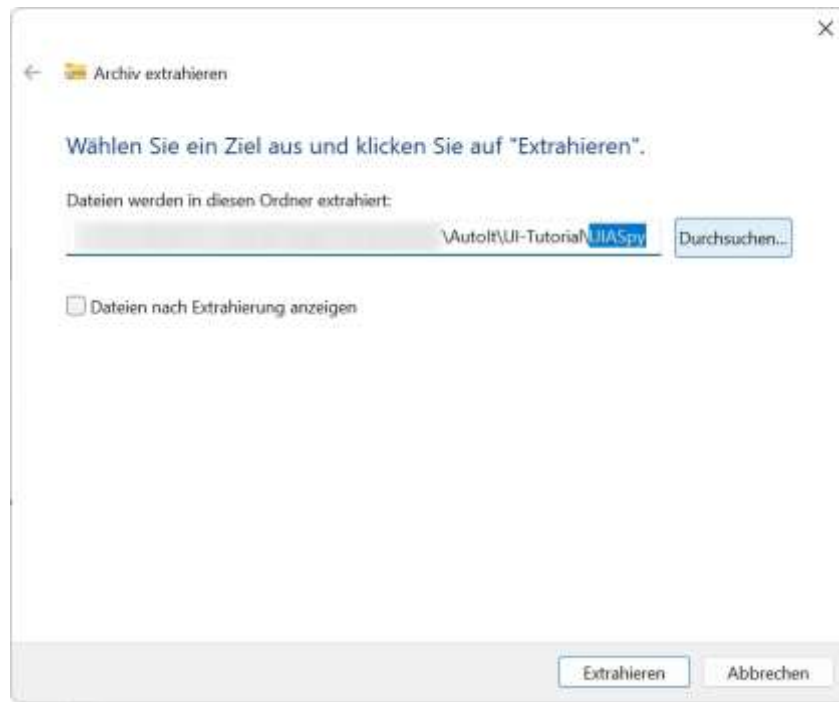 Archiv extrahieren
Wählen Sie ein Ziel aus und klicken Sie auf "Extrahieren".
Dateien werden in diesen Ordner extrahiert:
\AutoIt\UI-Tutorial\UIASpy
Durchsuchen...
Dateien nach Extrahierung anzeigen
Extrahieren
Abbrechen